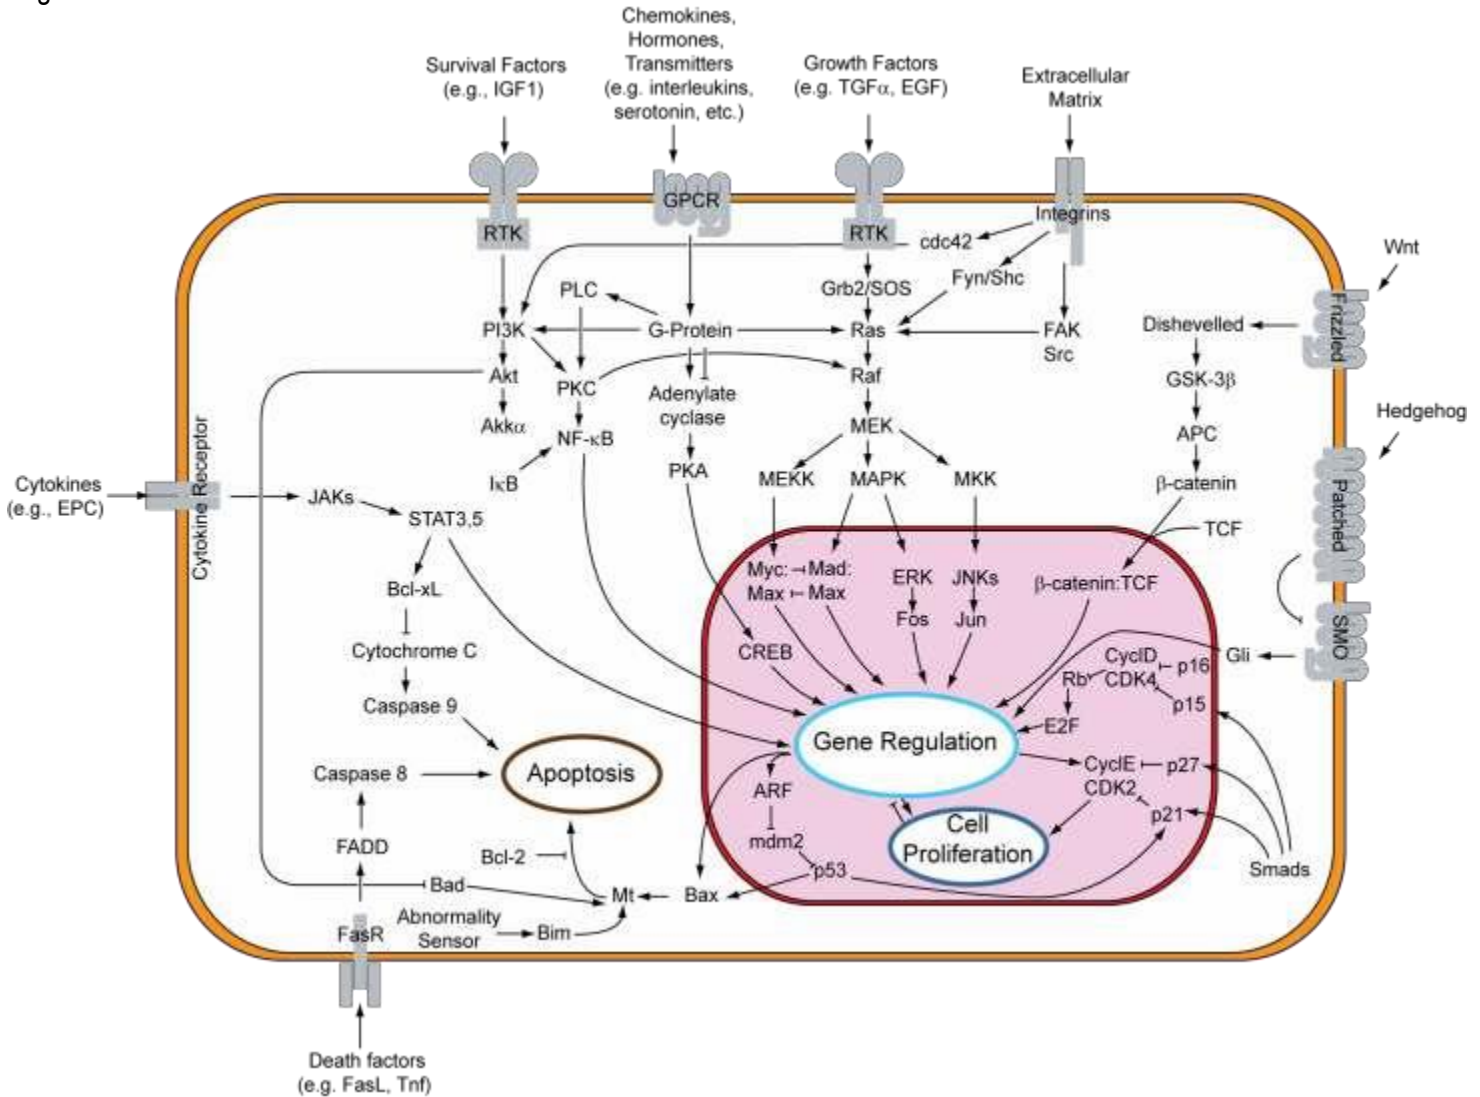 Chemokines,
Hormones,
Transmitters
(e.g. interleukins,
serotonin, etc.)
Survival Factors
(e.g., IGF1)
Growth Factors
(e.g. TGFα, EGF)
Extracellular
Matrix
RTK
GPCR
RTK
Integrins
cdc42
Fyn/Shc
Wnt
Frizzled
Dishevelled
PLC
Grb2/SOS
PI3K
G-Protein
Ras
FAK
Src
GSK-3β
Akt
PKC
Adenylate
cyclase
Raf
Hedgehog
Akkα
NF-κB
MEK
APC
Cytokine Receptor
IκB
PKA
MEKK
MAPK
MKK
β-catenin
TCF
Patched
Cytokines
(e.g., EPC)
JAKs
STAT3,5
Bcl-xL
Myc:
Max
Mad:
Max
ERK
JNKs
β-catenin:TCF
Fos
Jun
SMO
Cytochrome C
CREB
CyclD
CDK4
Rb
p16
Gli
p15
Caspase 9
E2F
Gene Regulation
Caspase 8
Apoptosis
CyclE
CDK2
p27
p21
ARF
mdm2
p53
Cell
Proliferation
FADD
Bcl-2
Smads
Bad
Mt
Bax
Abnormality
Sensor
Bim
FasR
Death factors
(e.g. FasL, Tnf)